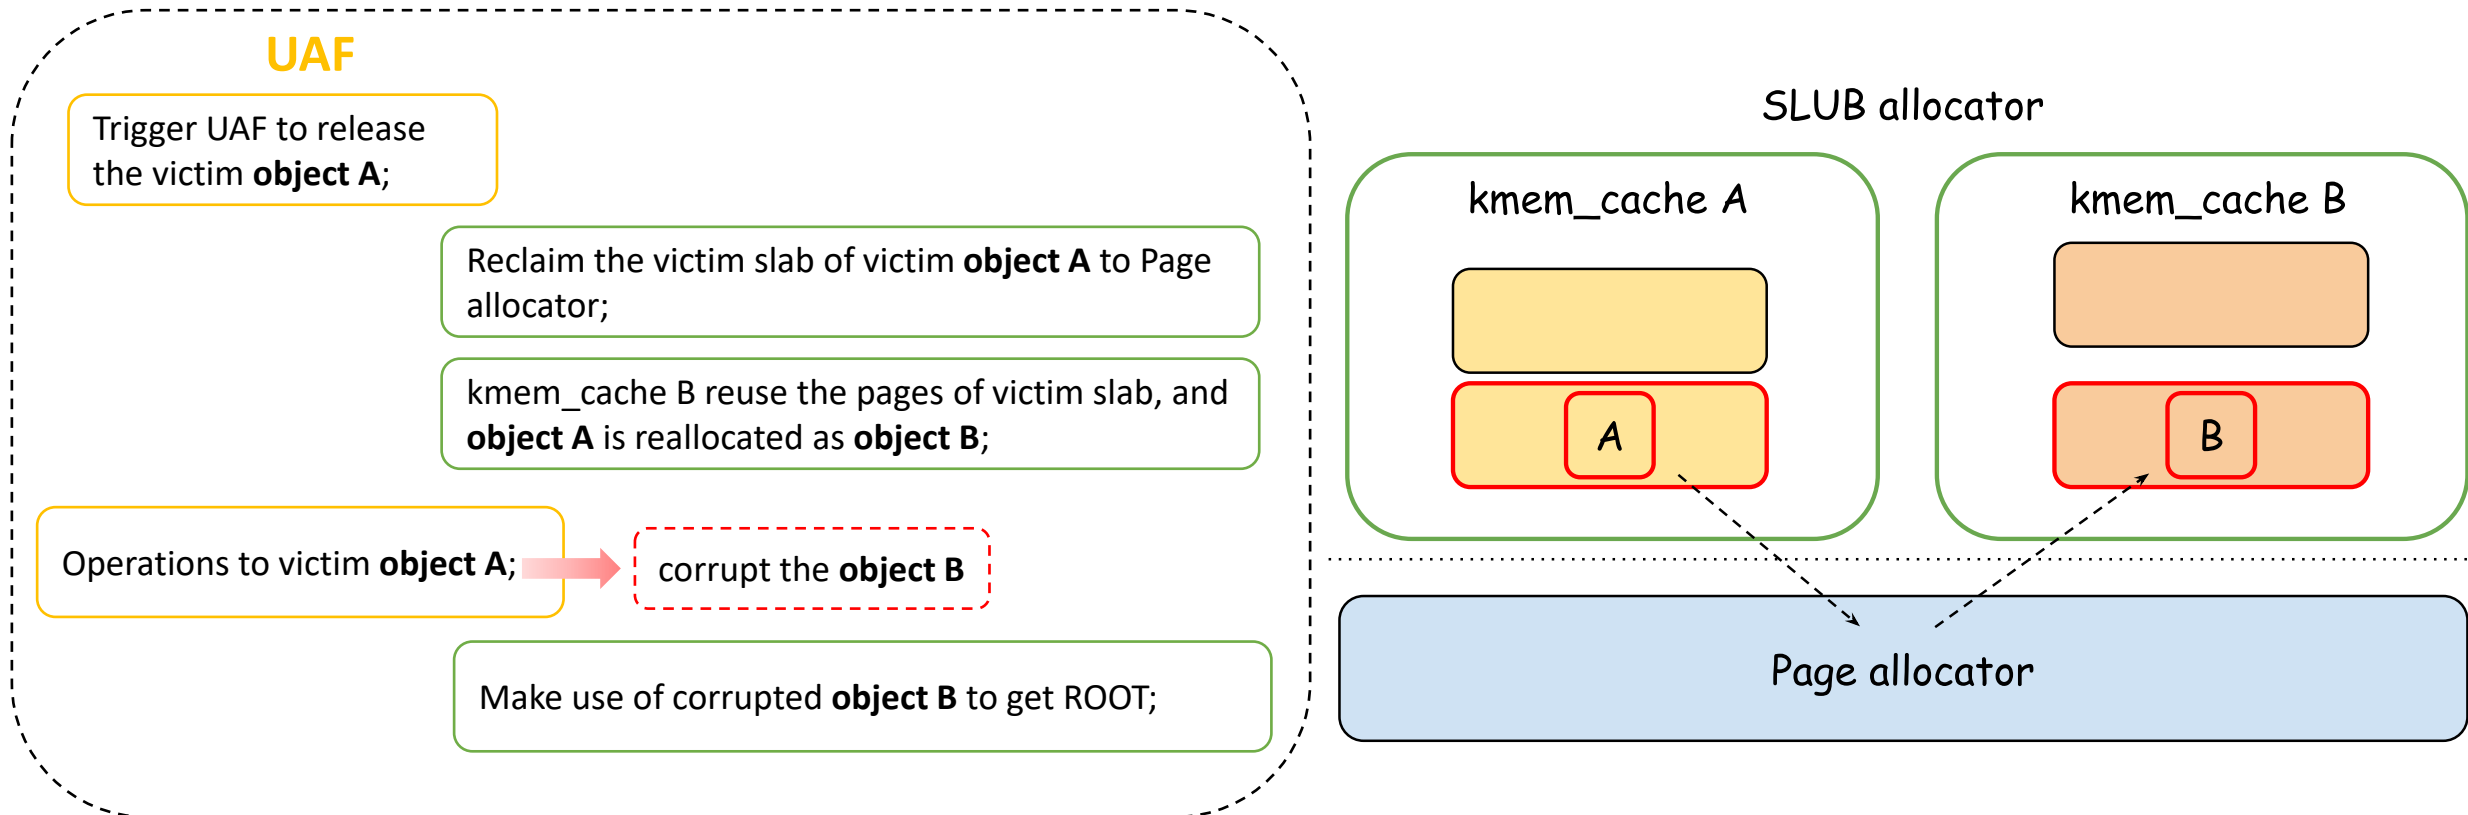 UAF
Trigger UAF to release
the victim object A;
Reclaim the victim slab of victim object A to Page
allocator;
kmem_cache B reuse the pages of victim slab, and
object A is reallocated as object B;
Operations to victim object A;
corrupt the object B
Make use of corrupted object B to get ROOT;
SLUB allocator
kmem_cache A
kmem_cache B
A
B
Page allocator